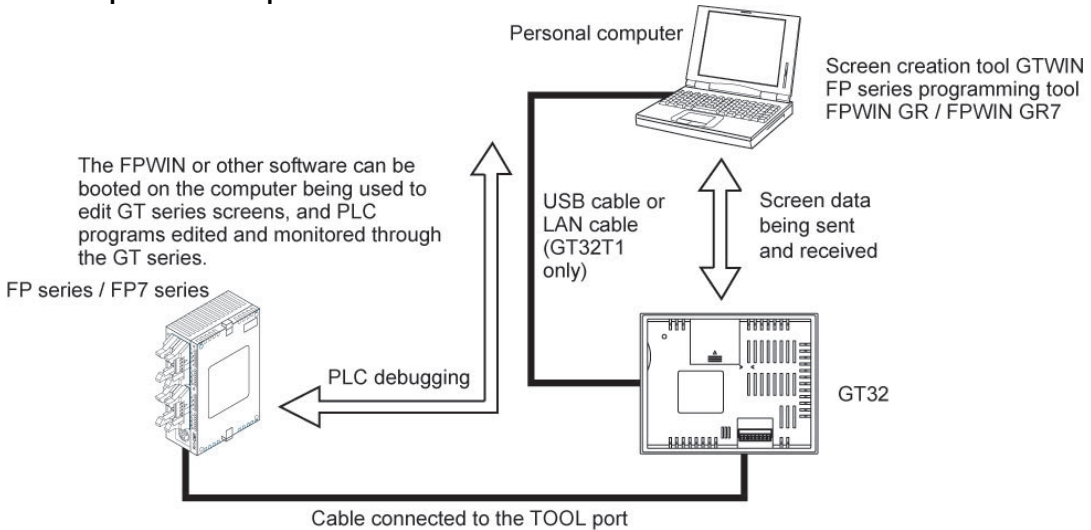 Personal computer
Screen creation tool GTWIN
FP series programming tool
FPWIN GR / FPWIN GR7
The FPWIN or other software can be
booted on the computer being used to
edit GT series screens, and PLC
programs edited and monitored through
the GT series.
USB cable or
LAN cable
(GT32T1
only)
Screen data
being sent
and received
FP series / FP7 series
PLC debugging
GT32
Cable connected to the TOOL port